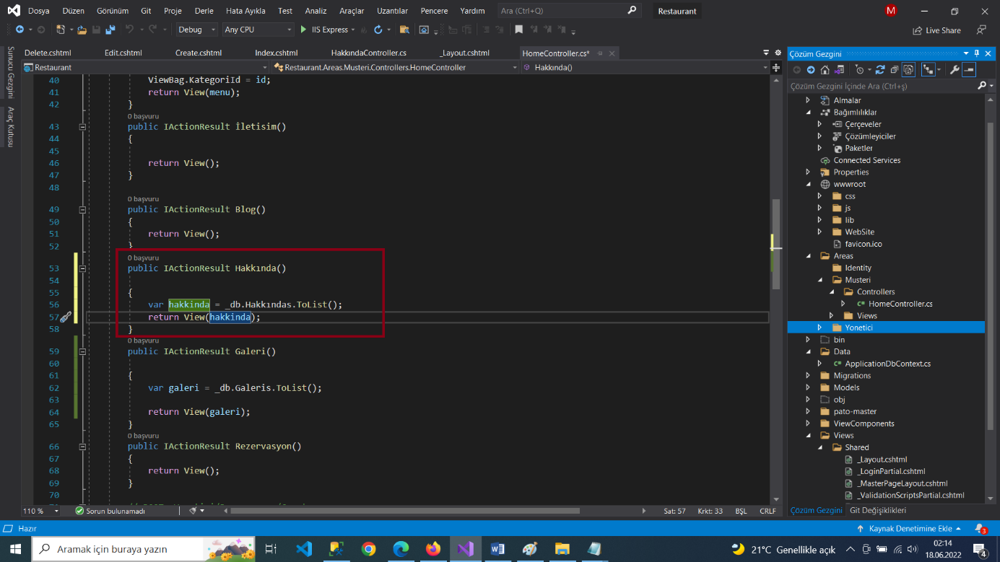 Dosya Düzen Görünüm Git Proje Derle Hata Ayıkla Test Analiz Araçlar Uzantılar Pencere Yardım Ara (Ctrl+Q) Restaurant M
Debug Any CPU IIS Express Live Share
Sunucu Gezgini
Araç Kutusu
Delete.cshtml Edit.cshtml Create.cshtml Index.cshtml HakkındaController.cs _Layout.cshtml HomeController.cs*
Restaurant Restaurant.Areas.Musteri.Controllers.HomeController Hakkında()
40 ViewBag.KategoriId = id;
41 return View(menu);
42 }
0 başvuru
43 public IActionResult İletisim()
44 {
45
46 return View();
47 }
48
0 başvuru
49 public IActionResult Blog()
50 {
51 return View();
52 }
0 başvuru
53 public IActionResult Hakkında()
54
55 {
56 var hakkinda = _db.Hakkındas.ToList();
57 return View(hakkinda);
58 }
0 başvuru
59 public IActionResult Galeri()
60
61 {
62 var galeri = _db.Galeris.ToList();
63
64 return View(galeri);
65 }
0 başvuru
66 public IActionResult Rezervasyon()
67 {
68 return View();
69 }
70
110 % Sorun bulunamadı Sat: 57 Krkt: 33 BŞL CRLF
Çözüm Gezgini
Çözüm Gezgini İçinde Ara (Ctrl+ş)
Almalar
Bağımlılıklar
Çerçeveler
Çözümleyiciler
Paketler
Connected Services
Properties
wwwroot
css
js
lib
WebSite
favicon.ico
Areas
Identity
Musteri
Controllers
HomeController.cs
Views
Yonetici
bin
Data
ApplicationDbContext.cs
Migrations
Models
obj
pato-master
ViewComponents
Views
Shared
_Layout.cshtml
_LoginPartial.cshtml
_MasterPageLayout.cshtml
_ValidationScriptsPartial.cshtml
Çözüm Gezgini Git Değişiklikleri
Hazır Kaynak Denetimine Ekle 3
Aramak için buraya yazın 21°C Genellikle açık 02:14
18.06.2022 4